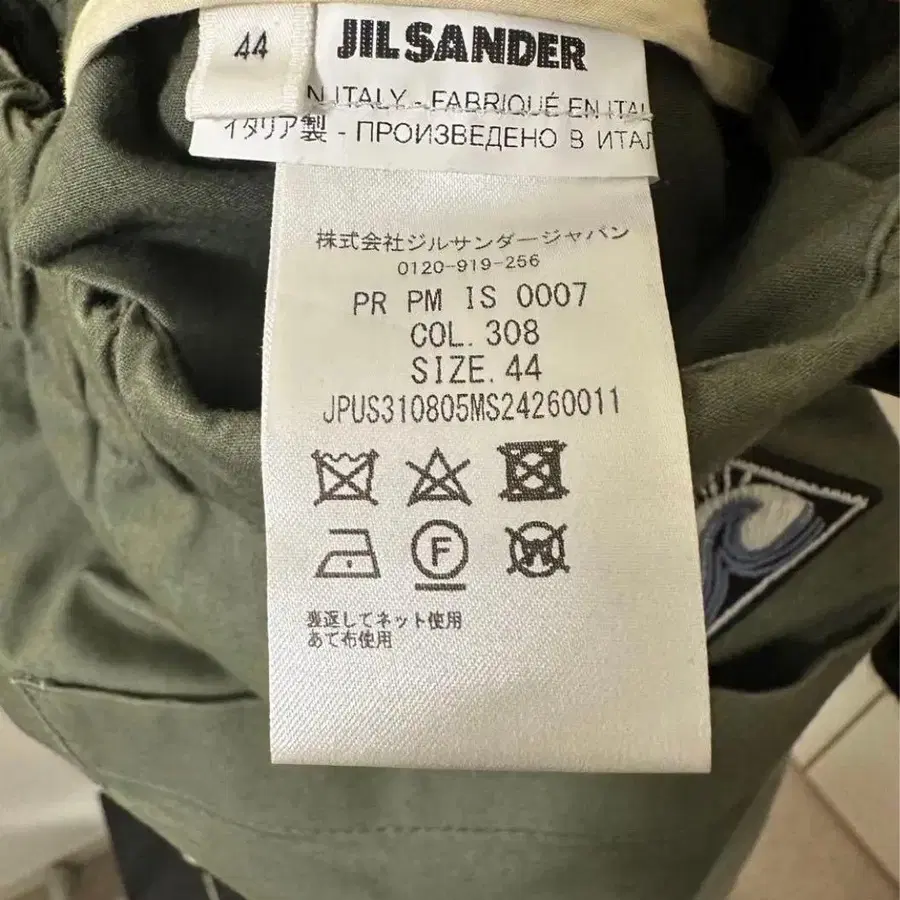 44
JIL SANDER
N ITALY - FABRIQUÉ EN ITAL
イタリア製 - ПРОИЗВЕДЕНО В ИТАЛ
株式会社ジルサンダージャパン
0120-919-256
PR PM IS 0007
COL. 308
SIZE. 44
JPUS310805MS24260011
F
W
裏返してネット使用
あて布使用